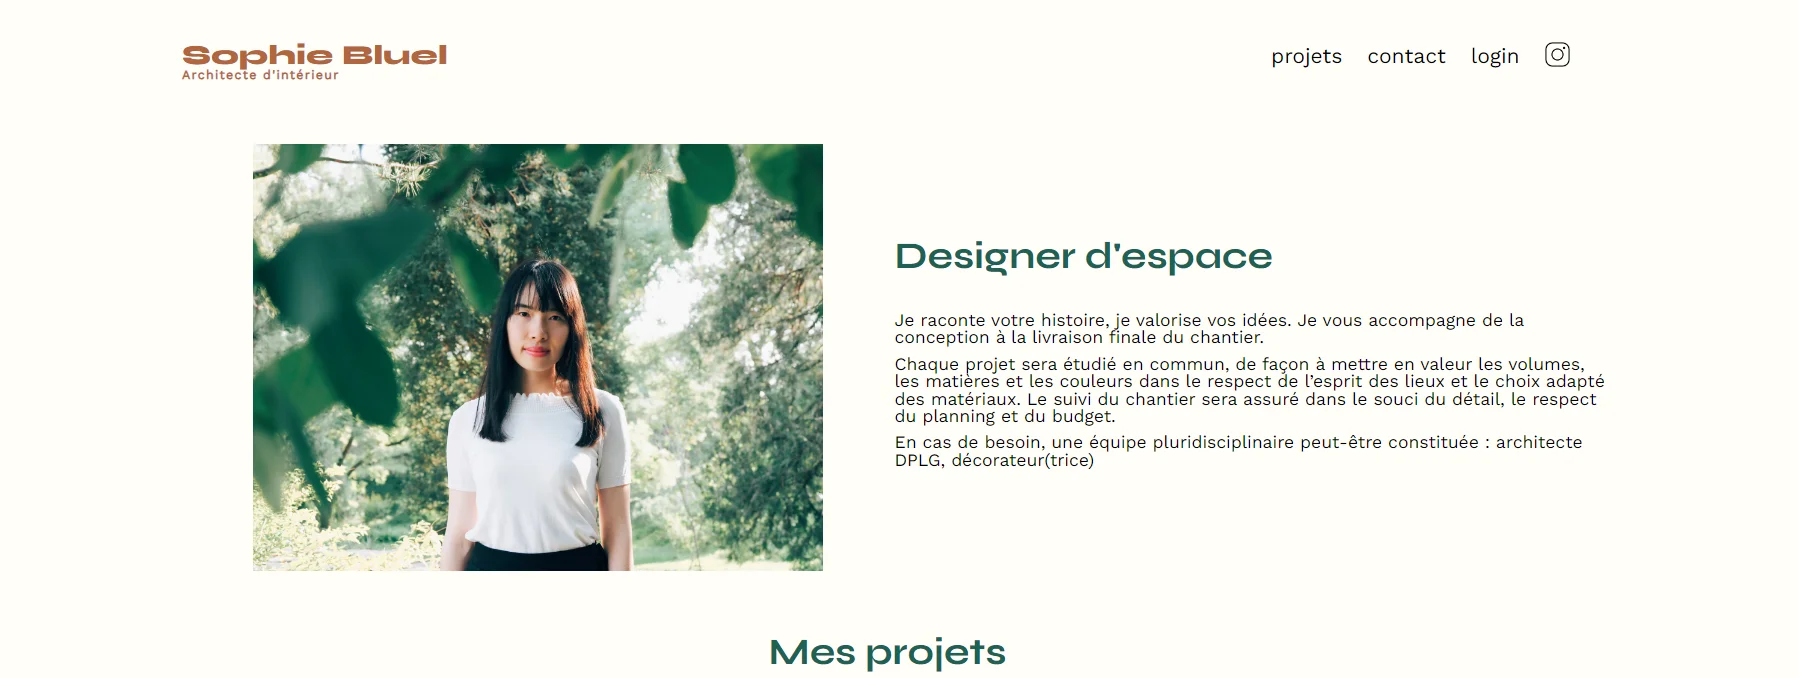 Sophie Bluel
Architecte d'intérieur
projets contact login
Designer d'espace
Je raconte votre histoire, je valorise vos idées. Je vous accompagne de la
conception à la livraison finale du chantier.
Chaque projet sera étudié en commun, de façon à mettre en valeur les volumes,
les matières et les couleurs dans le respect de l’esprit des lieux et le choix adapté
des matériaux. Le suivi du chantier sera assuré dans le souci du détail, le respect
du planning et du budget.
En cas de besoin, une équipe pluridisciplinaire peut-être constituée : architecte
DPLG, décorateur(trice)
Mes projets